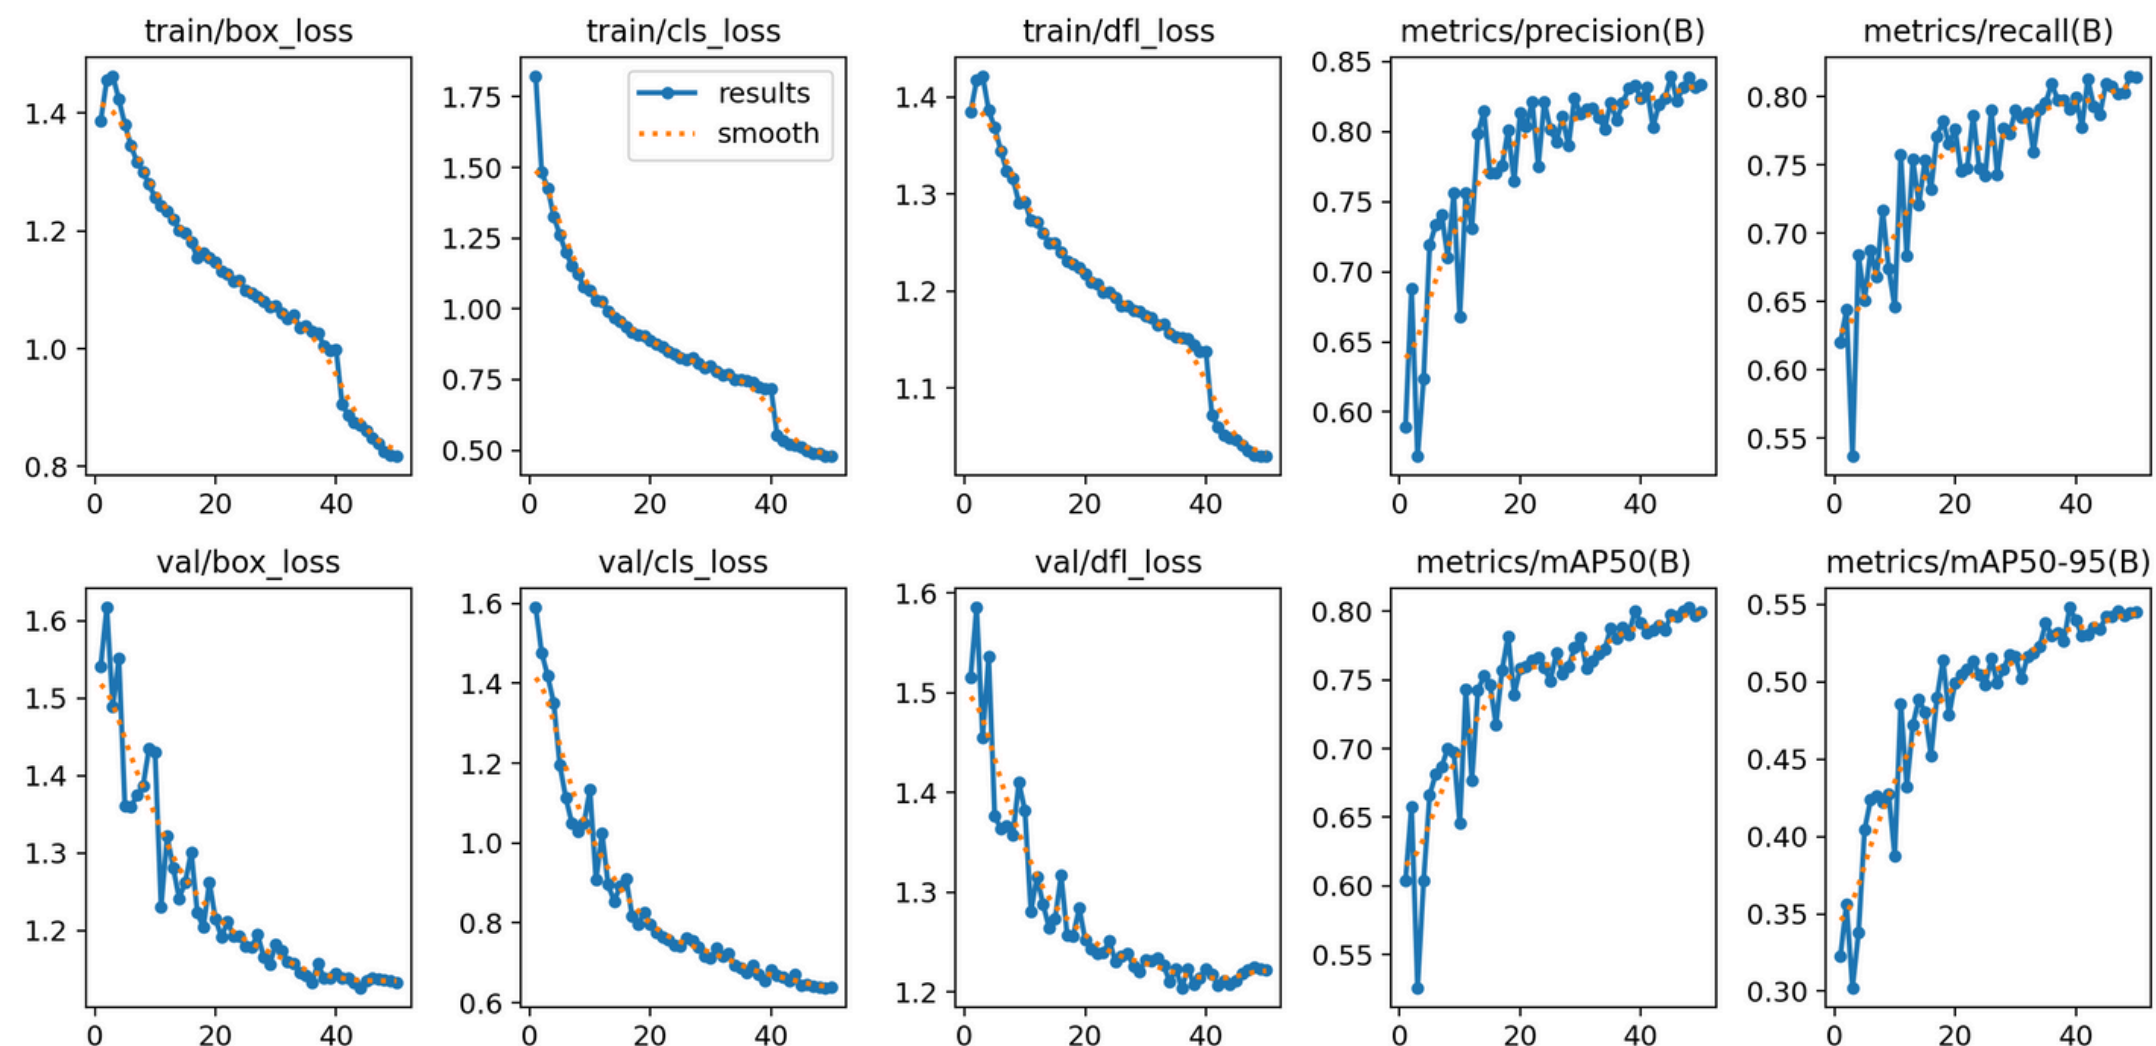 train/box_loss
1.4
1.2
1.0
0.8
0 20 40
train/cls_loss
results
smooth
1.75
1.50
1.25
1.00
0.75
0.50
0 20 40
train/dfl_loss
1.4
1.3
1.2
1.1
0 20 40
metrics/precision(B)
0.85
0.80
0.75
0.70
0.65
0.60
0 20 40
metrics/recall(B)
0.80
0.75
0.70
0.65
0.60
0.55
0 20 40
val/box_loss
1.6
1.5
1.4
1.3
1.2
0 20 40
val/cls_loss
1.6
1.4
1.2
1.0
0.8
0.6
0 20 40
val/dfl_loss
1.6
1.5
1.4
1.3
1.2
0 20 40
metrics/mAP50(B)
0.80
0.75
0.70
0.65
0.60
0.55
0 20 40
metrics/mAP50-95(B)
0.55
0.50
0.45
0.40
0.35
0.30
0 20 40